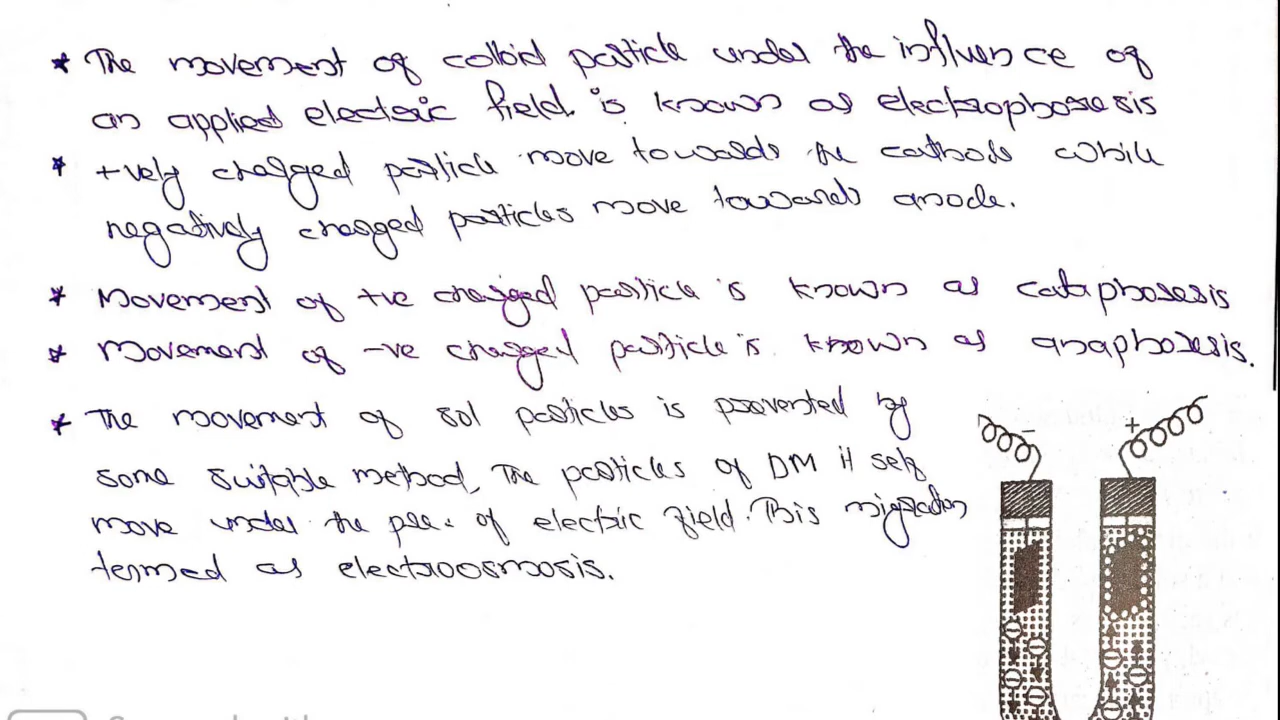 * The movement of colloid particle under the influence of
an applied electric field is known as electrophoresis
* +vely charged particle move towards the cathode while
negatively charged particles move towards anode.
* Movement of +ve charged particle is known as cataphoresis
* Movement of -ve charged particle is known as anaphoresis.
* The movement of sol particles is prevented by
some suitable method, The particles of DM it self
move under the of electric field. This migration
termed as electroosmosis.
- +